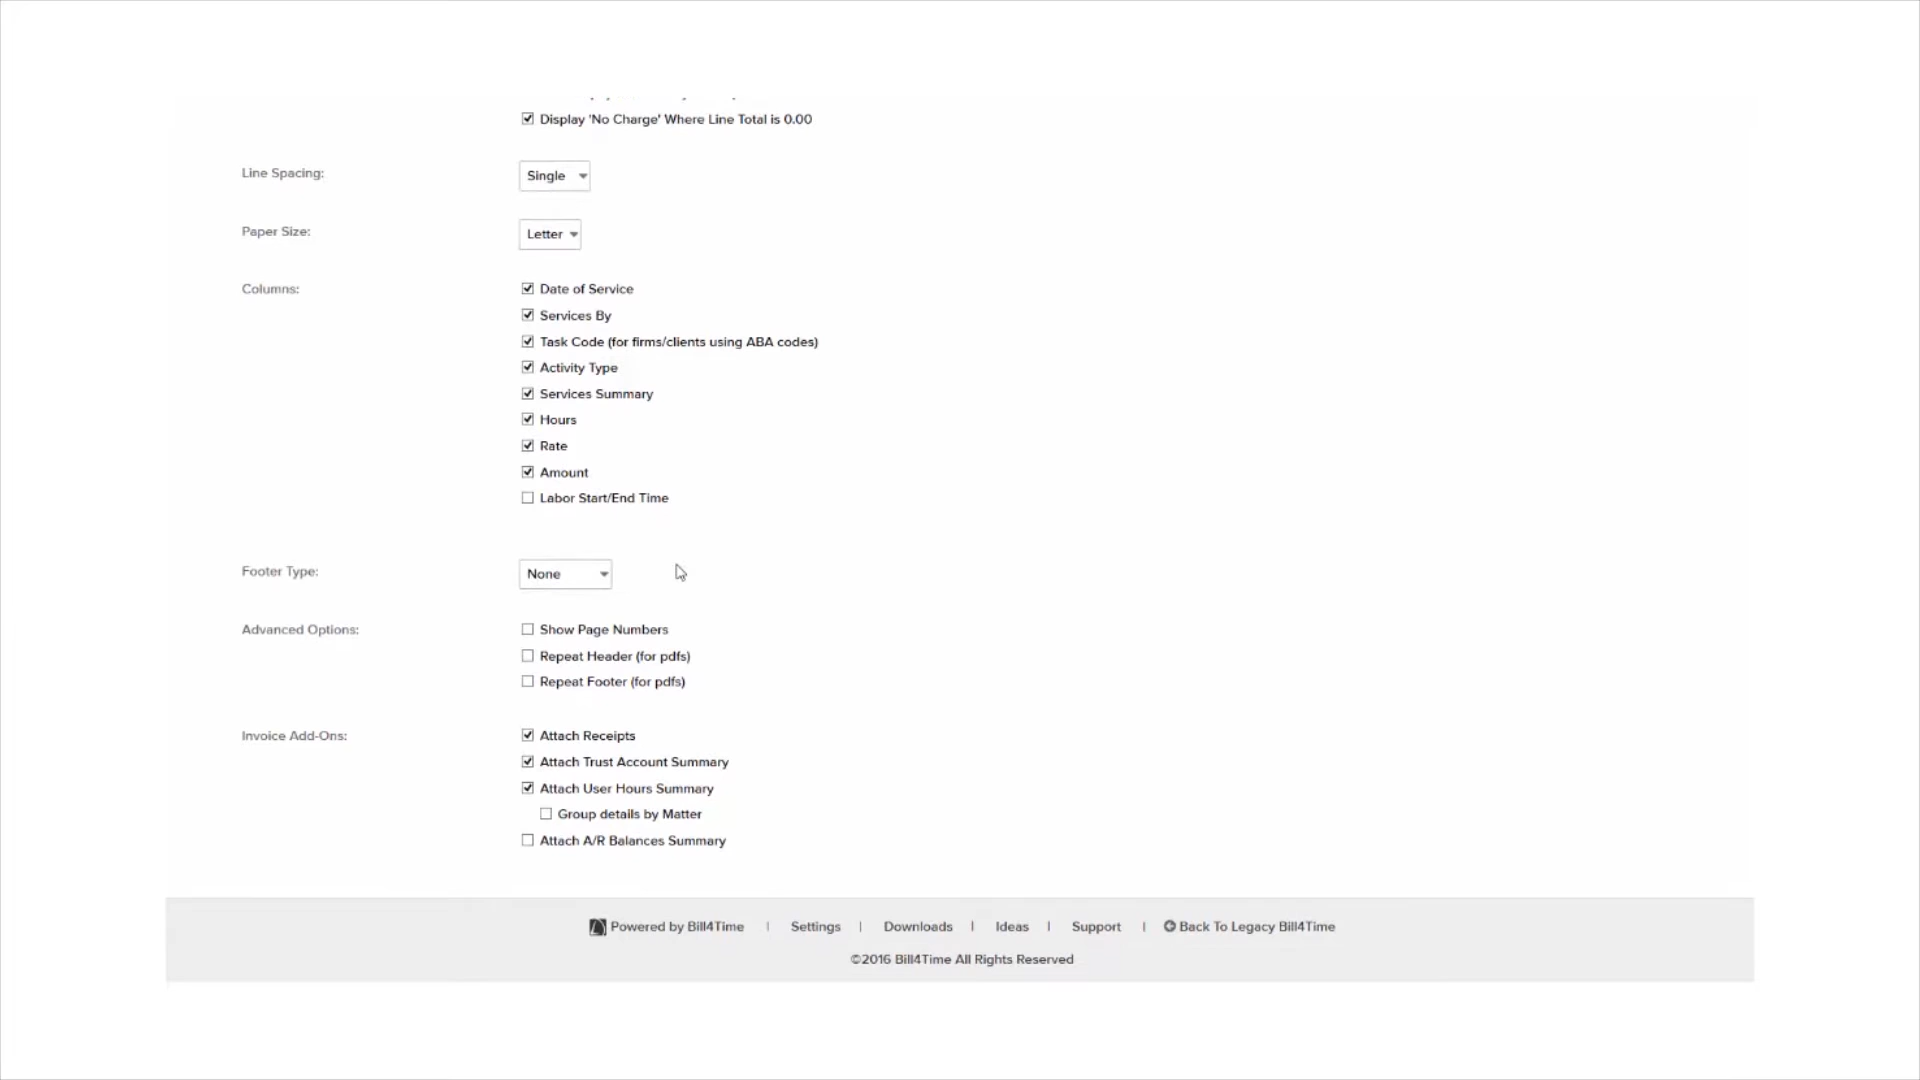 Display 'No Charge' Where Line Total is 0.00
Line Spacing: Single
Paper Size: Letter
Columns: Date of Service
Services By
Task Code (for firms/clients using ABA codes)
Activity Type
Services Summary
Hours
Rate
Amount
Labor Start/End Time
Footer Type: None
Advanced Options: Show Page Numbers
Repeat Header (for pdfs)
Repeat Footer (for pdfs)
Invoice Add-Ons: Attach Receipts
Attach Trust Account Summary
Attach User Hours Summary
Group details by Matter
Attach A/R Balances Summary
Powered by Bill4Time | Settings | Downloads | Ideas | Support | Back To Legacy Bill4Time
©2016 Bill4Time All Rights Reserved